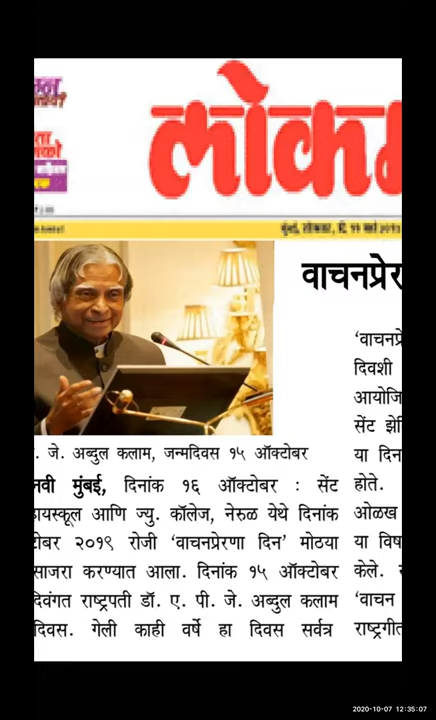 लोकम
वाचनप्रेर
. जे. अब्दुल कलाम, जन्मदिवस १५ ऑक्टोबर
नवी मुंबई, दिनांक १६ ऑक्टोबर : सेंट
हायस्कूल आणि ज्यु. कॉलेज, नेरुळ येथे दिनांक
टोबर २०१९ रोजी ‘वाचनप्रेरणा दिन’ मोठया
साजरा करण्यात आला. दिनांक १५ ऑक्टोबर
दिवंगत राष्ट्रपती डॉ. ए. पी. जे. अब्दुल कलाम
दिवस. गेली काही वर्षे हा दिवस सर्वत्र
‘वाचनप्रे
दिवशी
आयोजि
सेंट झे
या दिन
होते.
ओळख
या विष
केले.
‘वाचन
राष्ट्रगीत
2020-10-07 12:35:07